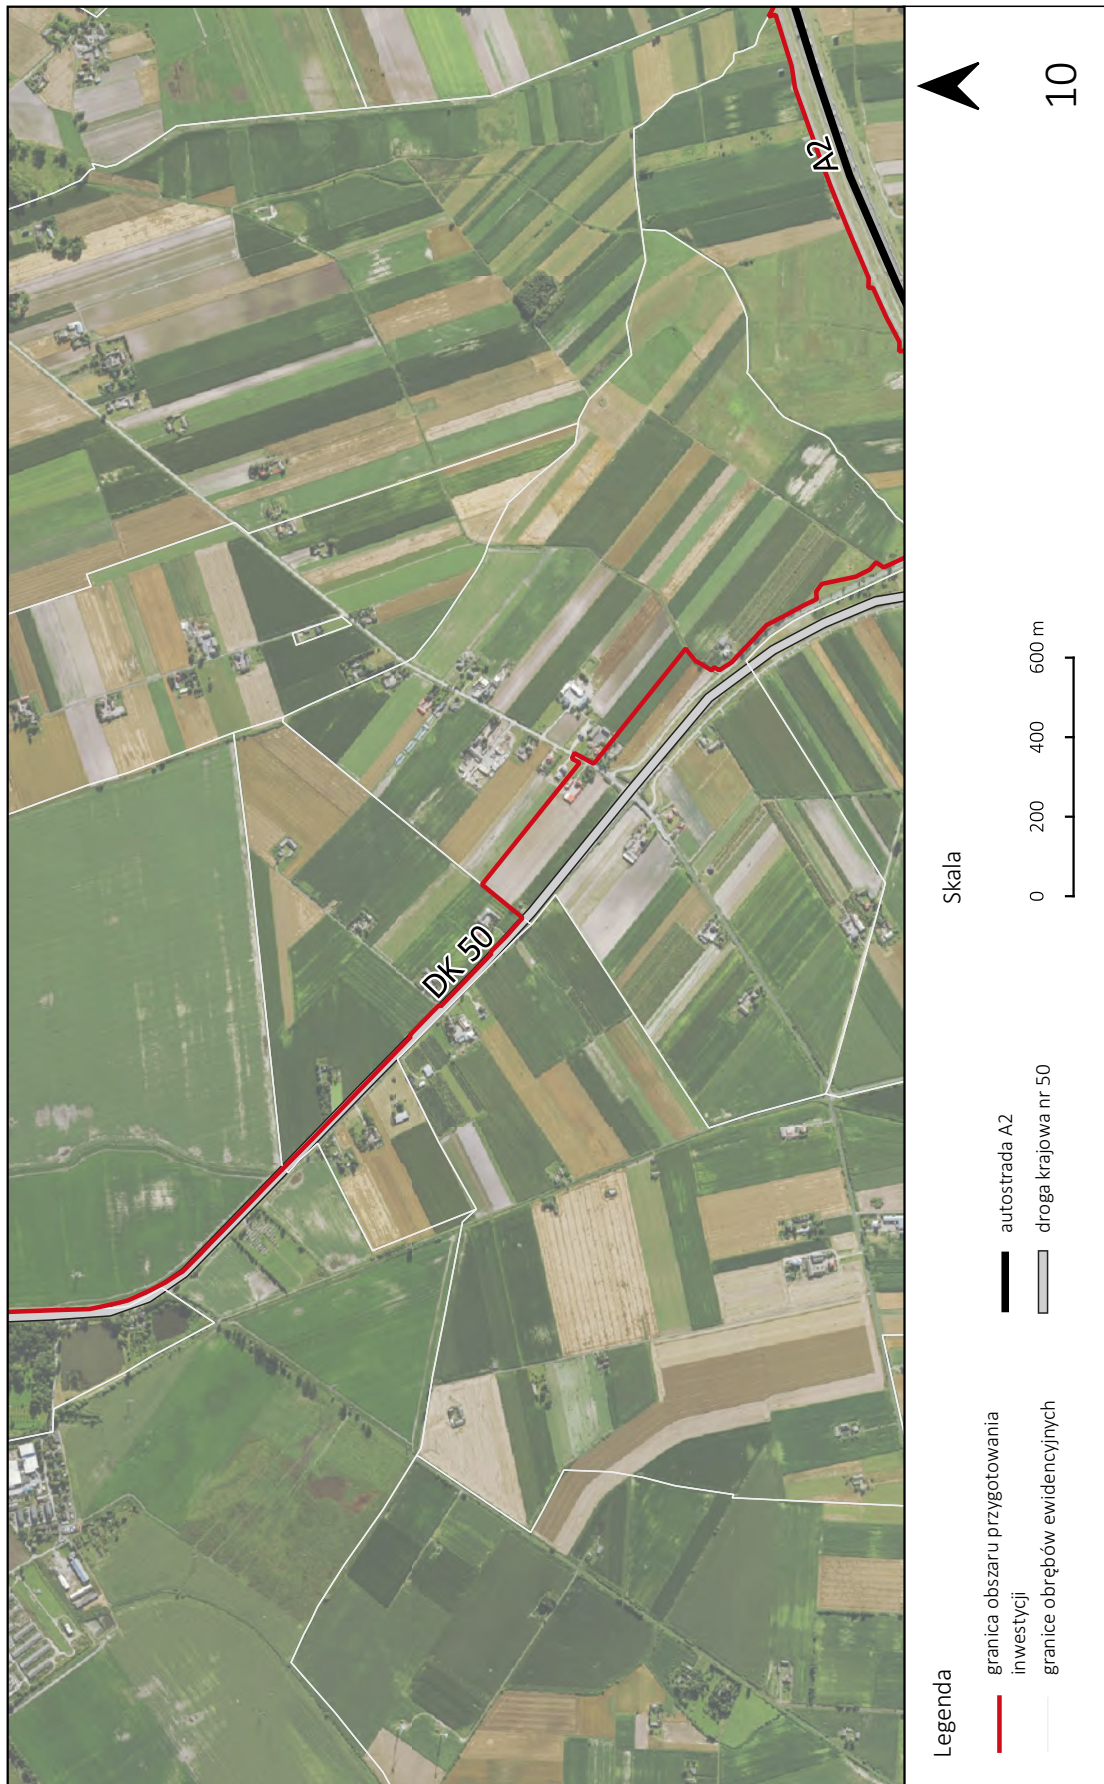 A2
DK 50
Legenda
granica obszaru przygotowania
inwestycji
granice obrębów ewidencyjnych
autostrada A2
droga krajowa nr 50
Skala
0 200 400 600 m
10